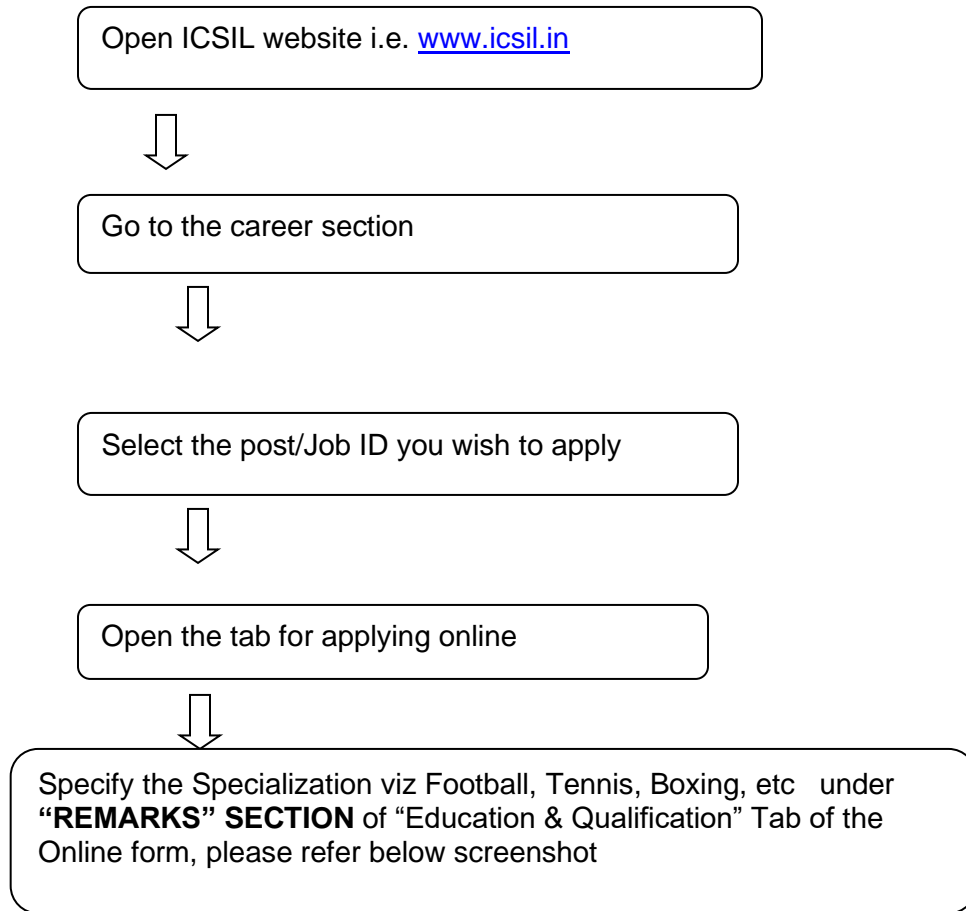 Open ICSIL website i.e. www.icsil.in
Go to the career section
Select the post/Job ID you wish to apply
Open the tab for applying online
Specify the Specialization viz Football, Tennis, Boxing, etc under
“REMARKS” SECTION of “Education & Qualification” Tab of the
Online form, please refer below screenshot